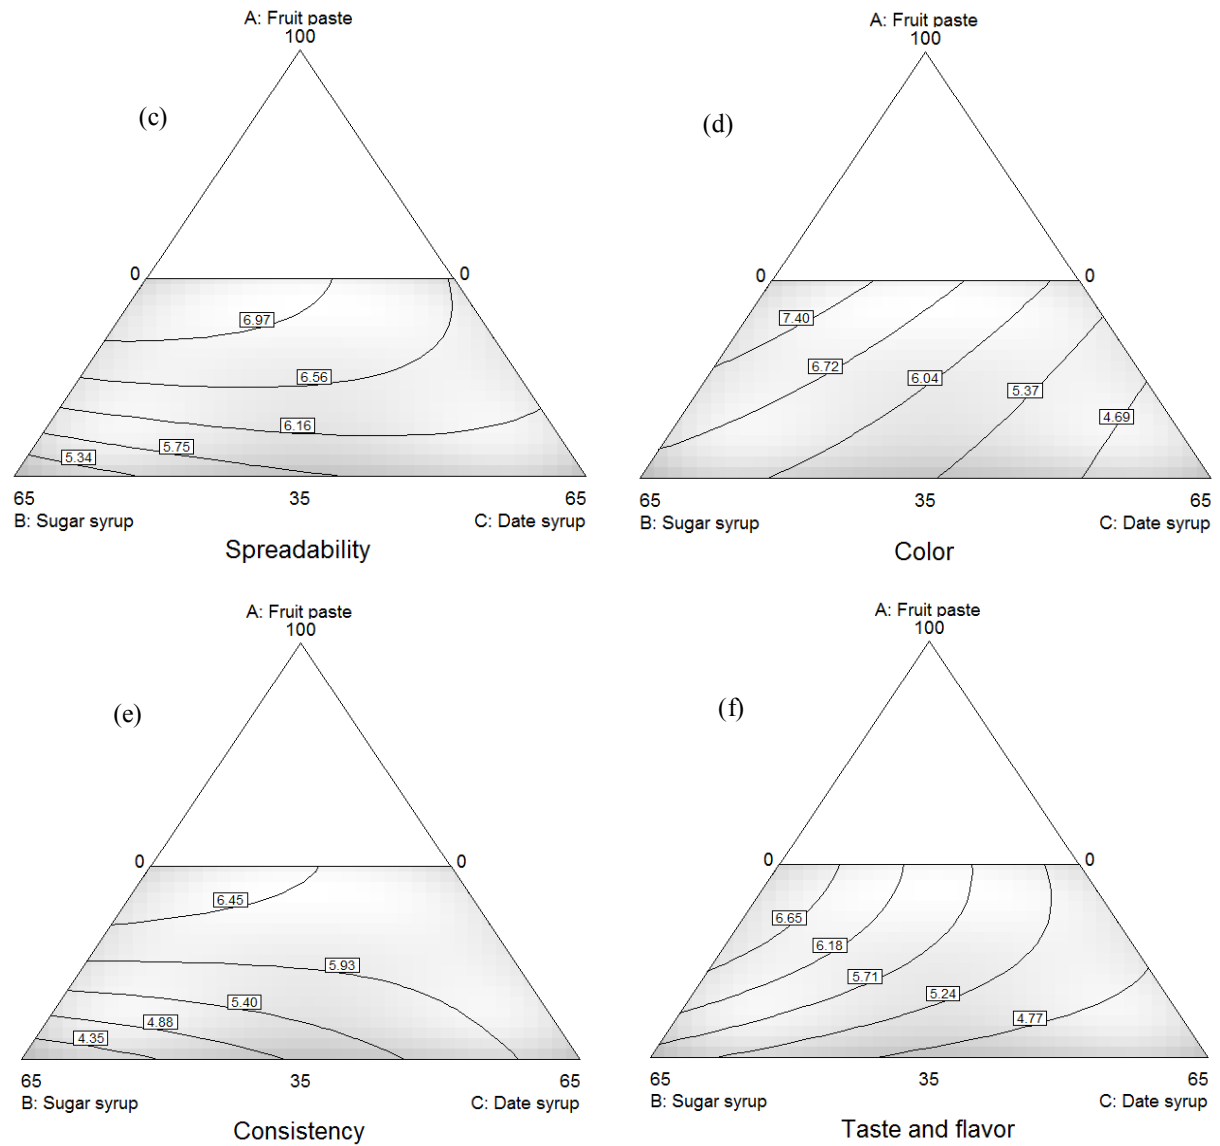 A: Fruit paste
100
(c)
0
0
6.97
6.56
6.16
5.75
5.34
65
35
65
B: Sugar syrup
C: Date syrup
Spreadability
A: Fruit paste
100
(d)
0
0
7.40
6.72
6.04
5.37
4.69
65
35
65
B: Sugar syrup
C: Date syrup
Color
A: Fruit paste
100
(e)
0
0
6.45
5.93
5.40
4.88
4.35
65
35
65
B: Sugar syrup
C: Date syrup
Consistency
A: Fruit paste
100
(f)
0
0
6.65
6.18
5.71
5.24
4.77
65
35
65
B: Sugar syrup
C: Date syrup
Taste and flavor